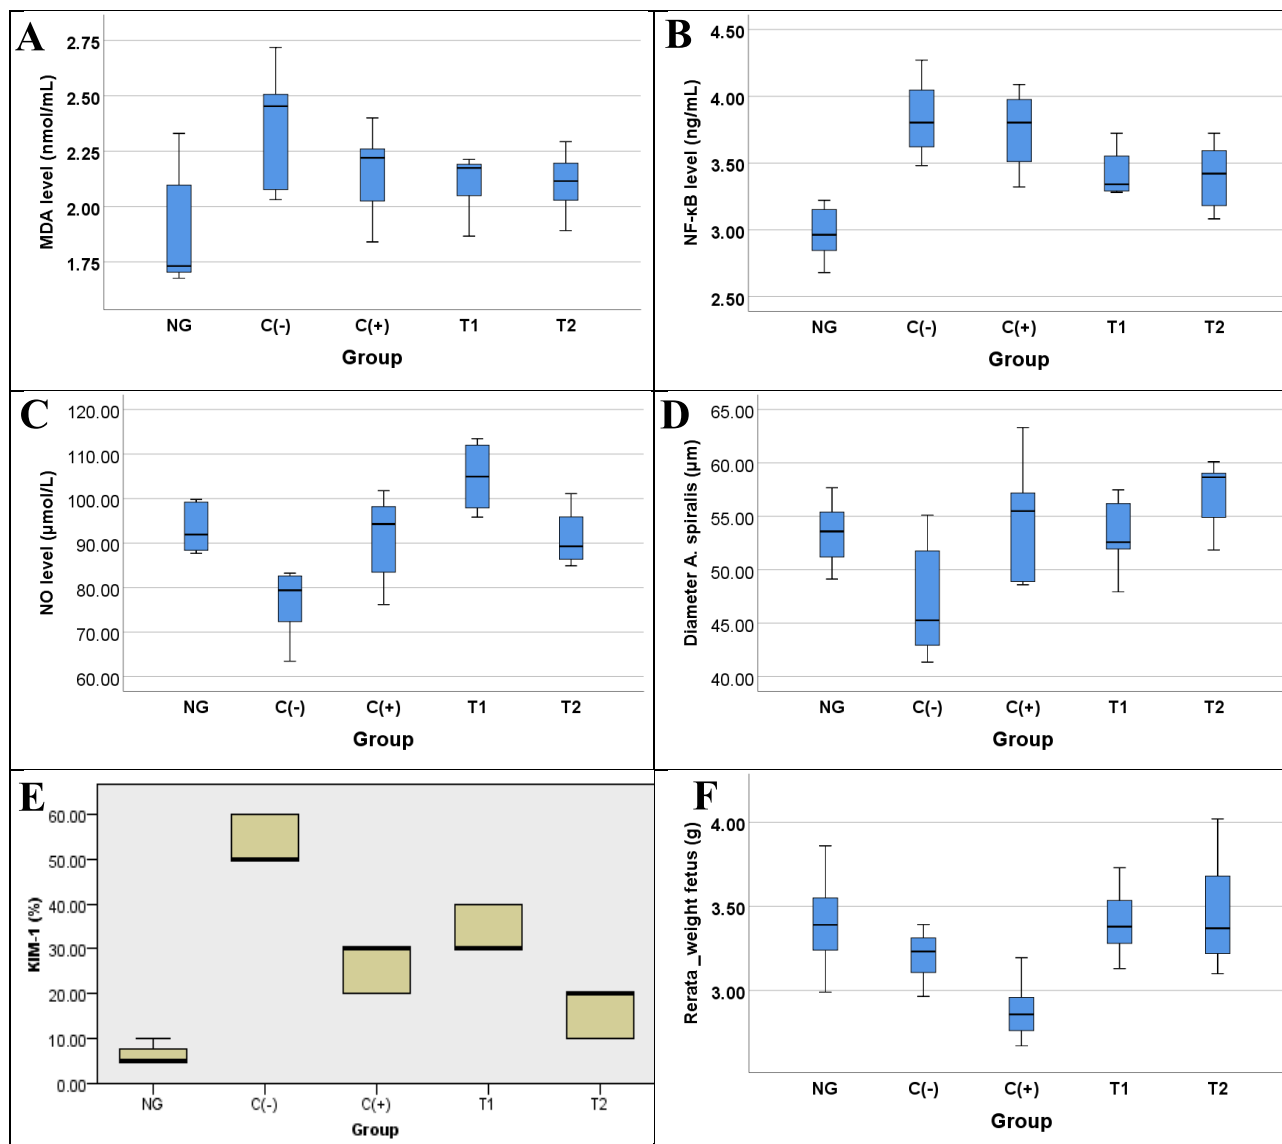 A
MDA level (nmol/mL)
2.75
2.50
2.25
2.00
1.75
NG C(-) C(+) T1 T2
Group
B
NF-κB level (ng/mL)
4.50
4.00
3.50
3.00
2.50
NG C(-) C(+) T1 T2
Group
C
NO level (µmol/L)
120.00
110.00
100.00
90.00
80.00
70.00
60.00
NG C(-) C(+) T1 T2
Group
D
Diameter A. spiralis (µm)
65.00
60.00
55.00
50.00
45.00
40.00
NG C(-) C(+) T1 T2
Group
E
KIM-1 (%)
60.00
50.00
40.00
30.00
20.00
10.00
0.00
NG C(-) C(+) T1 T2
Group
F
Rerata _weight fetus (g)
4.00
3.50
3.00
NG C(-) C(+) T1 T2
Group